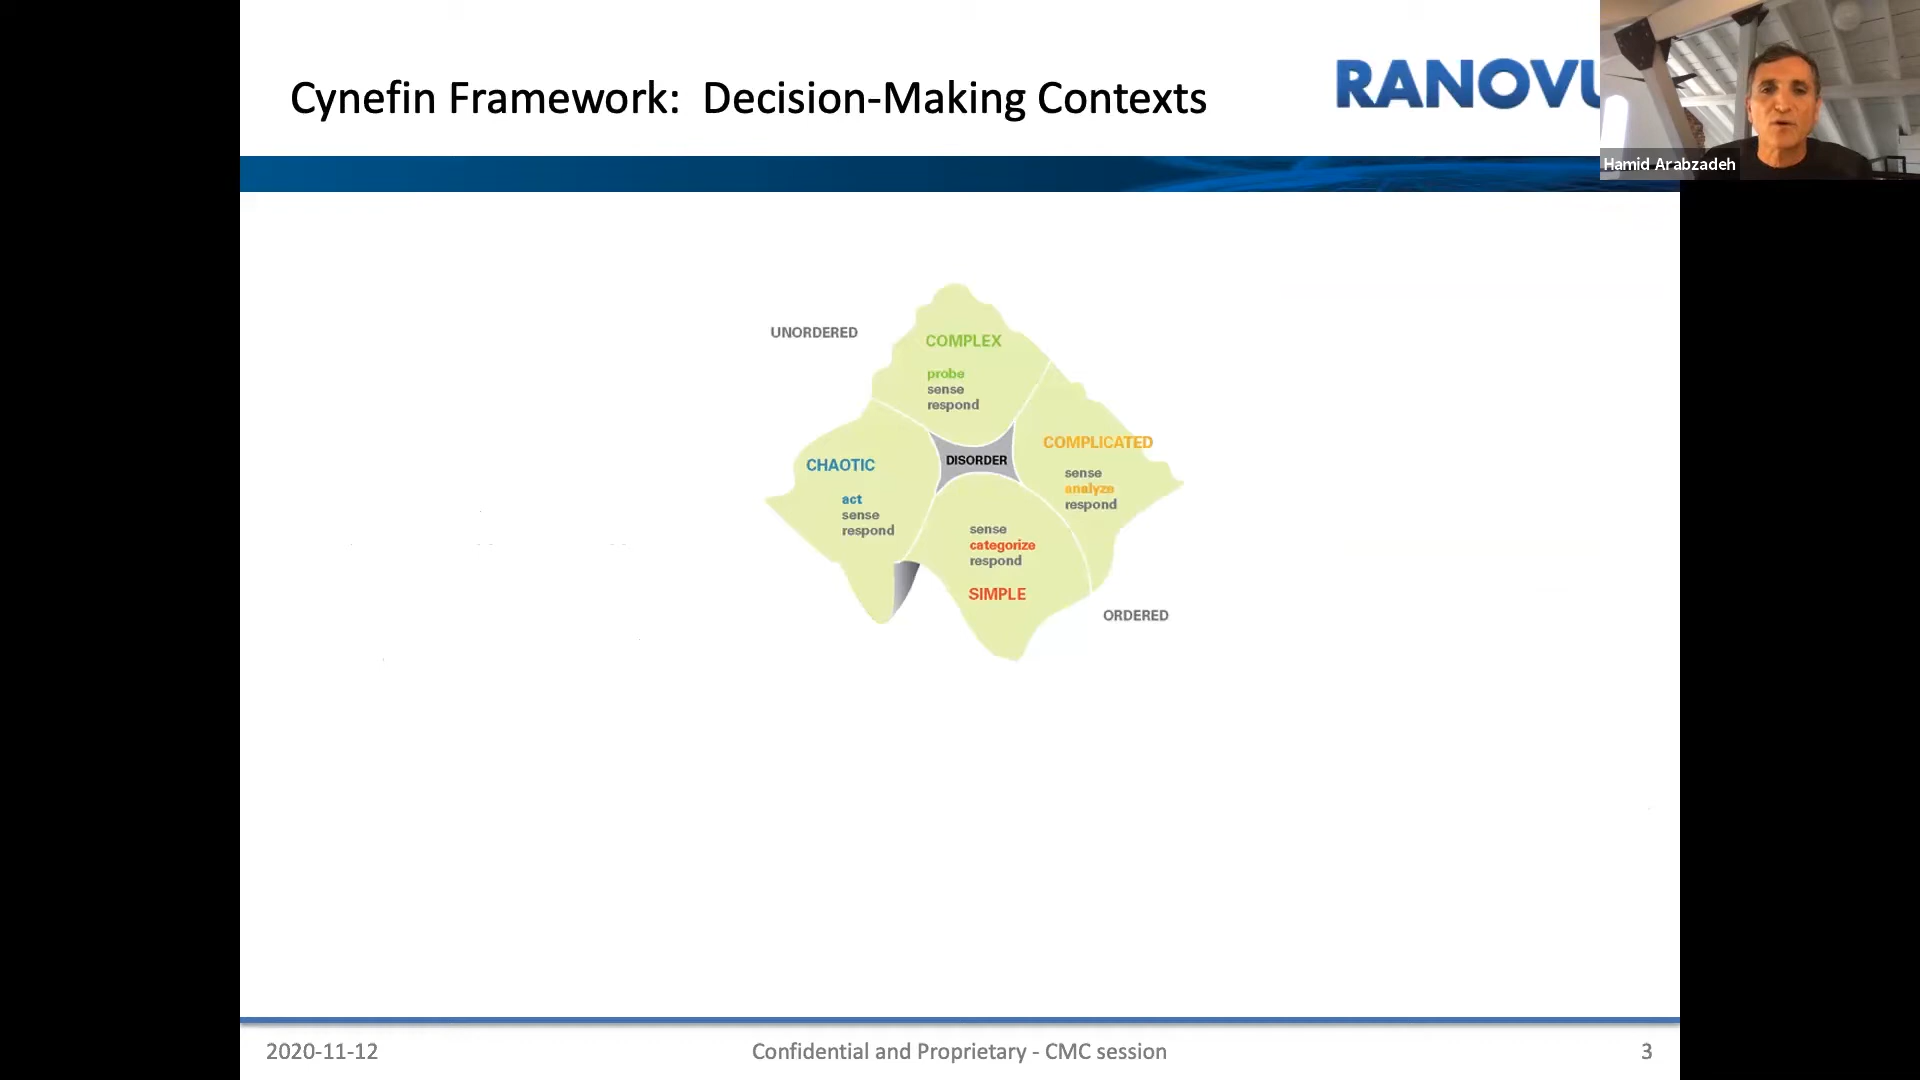 Cynefin Framework:  Decision-Making Contexts
RANOVU
Hamid Arabzadeh
UNORDERED
COMPLEX
probe
sense
respond
COMPLICATED
sense
analyze
respond
DISORDER
CHAOTIC
act
sense
respond
sense
categorize
respond
SIMPLE
ORDERED
2020-11-12
Confidential and Proprietary - CMC session
3